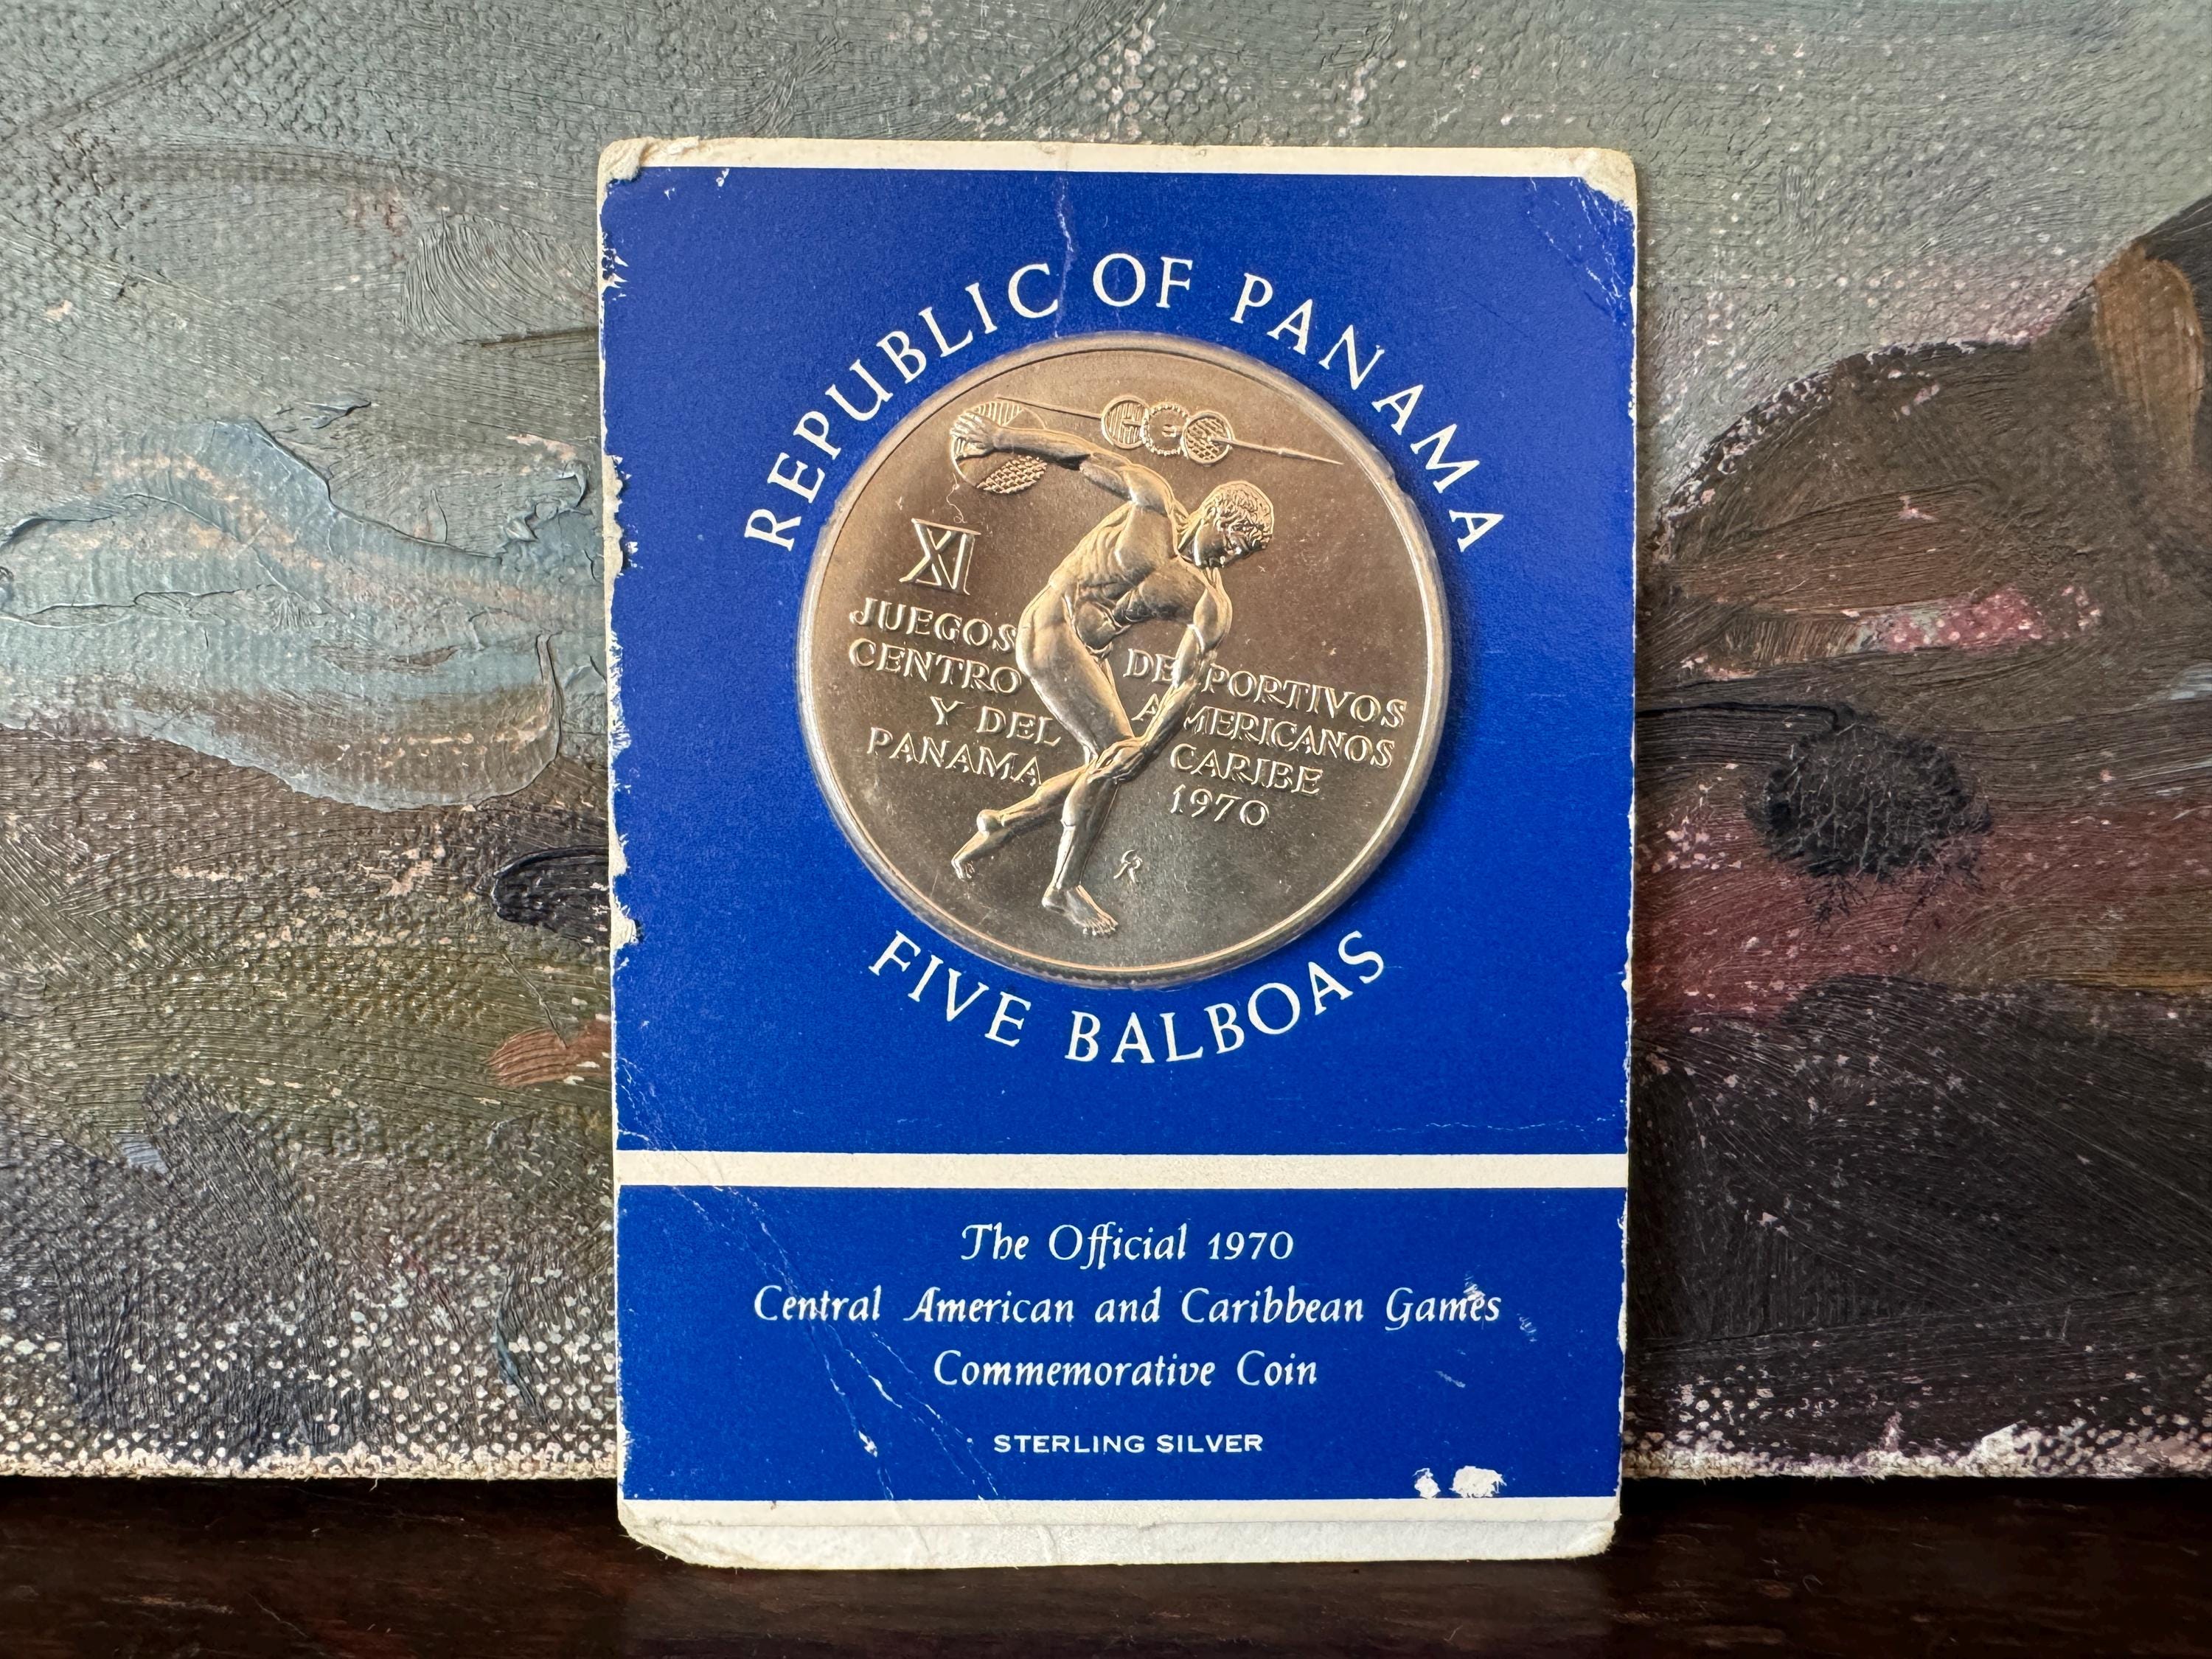 REPUBLIC OF PANAMA
XI
JUEGOS DEPORTIVOS
CENTRO AMERICANOS
Y DEL CARIBE
PANAMA 1970
FIVE BALBOAS
The Official 1970
Central American and Caribbean Games
Commemorative Coin
STERLING SILVER